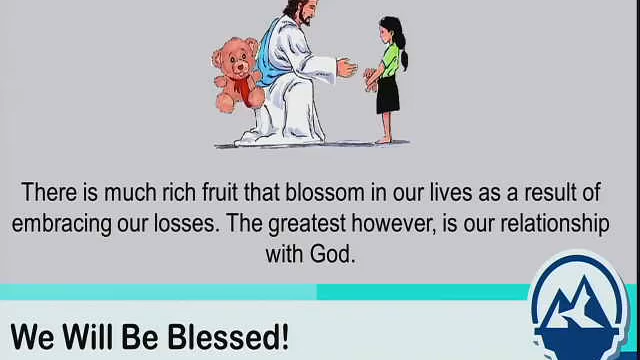 There is much rich fruit that blossom in our lives as a result of
embracing our losses. The greatest however, is our relationship
with God.
We Will Be Blessed!